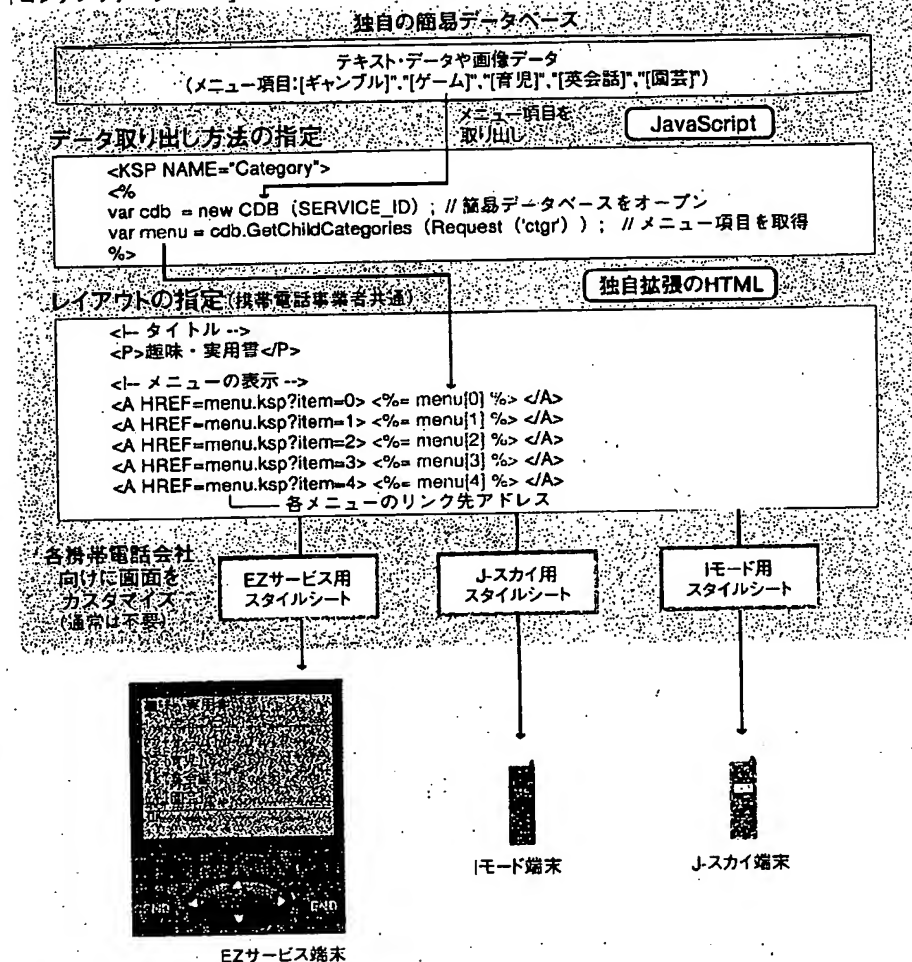 独自の簡易データベース
テキスト・データや画像データ
(メニュー項目:[ギャンブル]","[ゲーム]","[育児]","[英会話]","[園芸]")
メニュー項目を
取り出し
JavaScript
データ取り出し方法の指定
<KSP NAME="Category">
<%
var cdb = new CDB (SERVICE_ID) ; // 簡易データベースをオープン
var menu = cdb.GetChildCategories (Request ('ctgr') ) ; // メニュー項目を取得
%>
レイアウトの指定(携帯電話事業者共通)
独自拡張のHTML
<!-- タイトル -->
<P>趣味・実用書</P>
<!-- メニューの表示 -->
<A HREF=menu.ksp?item=0> <%= menu[0] %> </A>
<A HREF=menu.ksp?item=1> <%= menu[1] %> </A>
<A HREF=menu.ksp?item=2> <%= menu[2] %> </A>
<A HREF=menu.ksp?item=3> <%= menu[3] %> </A>
<A HREF=menu.ksp?item=4> <%= menu[4] %> </A>
各メニューのリンク先アドレス
各携帯電話会社
向けに画面を
カスタマイズ
(通常は不要)
EZサービス用
スタイルシート
J-スカイ用
スタイルシート
iモード用
スタイルシート
END
iモード端末
J-スカイ端末
EZサービス端末